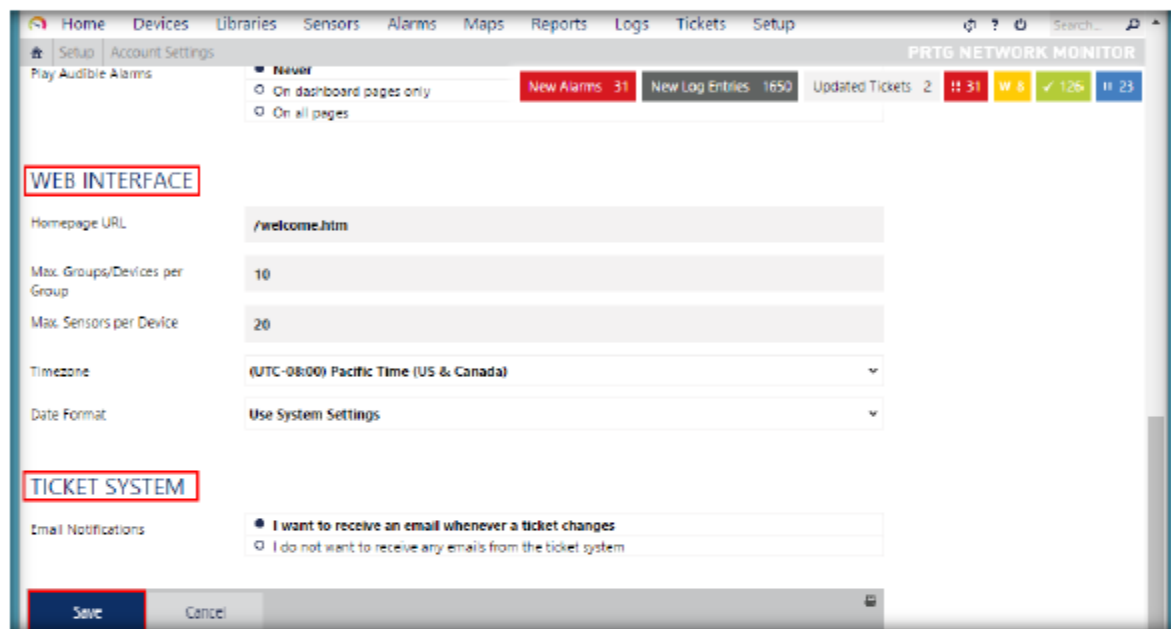 Home Devices Libraries Sensors Alarms Maps Reports Logs Tickets Setup ? Search...
Setup Account Settings PRTG NETWORK MONITOR
Play Audible Alarms Never
On dashboard pages only
On all pages
New Alarms 31 New Log Entries 1650 Updated Tickets 2 !! 31 W 8 ✓ 126 II 23
WEB INTERFACE
Homepage URL /welcome.htm
Max. Groups/Devices per
Group
10
Max. Sensors per Device 20
Timezone (UTC-08:00) Pacific Time (US & Canada)
Date Format Use System Settings
TICKET SYSTEM
Email Notifications I want to receive an email whenever a ticket changes
I do not want to receive any emails from the ticket system
Save Cancel